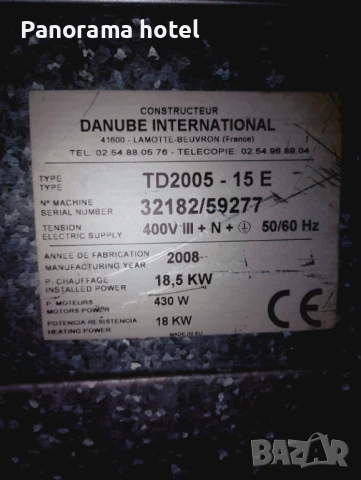 Panorama hotel
CONSTRUCTEUR
DANUBE INTERNATIONAL
41600 - LAMOTTE-BEUVRON (France)
TEL. 02.54.88.05.76 - TELECOPIE: 02.54.96.89.04
TYPE
TYPE
TD2005 - 15 E
Nº MACHINE
SERIAL NUMBER
32182/59277
TENSION
ELECTRIC SUPPLY
400V III + N + ⏚ 50/60 Hz
ANNEE DE FABRICATION
MANUFACTURING YEAR
2008
P. CHAUFFAGE
INSTALLED POWER
18,5 KW
P. MOTEURS
MOTORS POWER
430 W
POTENCIA RESISTENCIA
HEATING POWER
18 KW
MADE IN EU
CE
bazar.bg